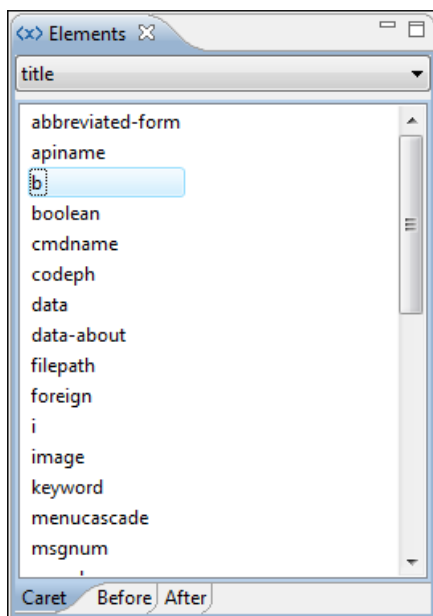 <x> Elements
title
abbreviated-form
apiname
b
boolean
cmdname
codeph
data
data-about
filepath
foreign
i
image
keyword
menucascade
msgnum
Caret Before After